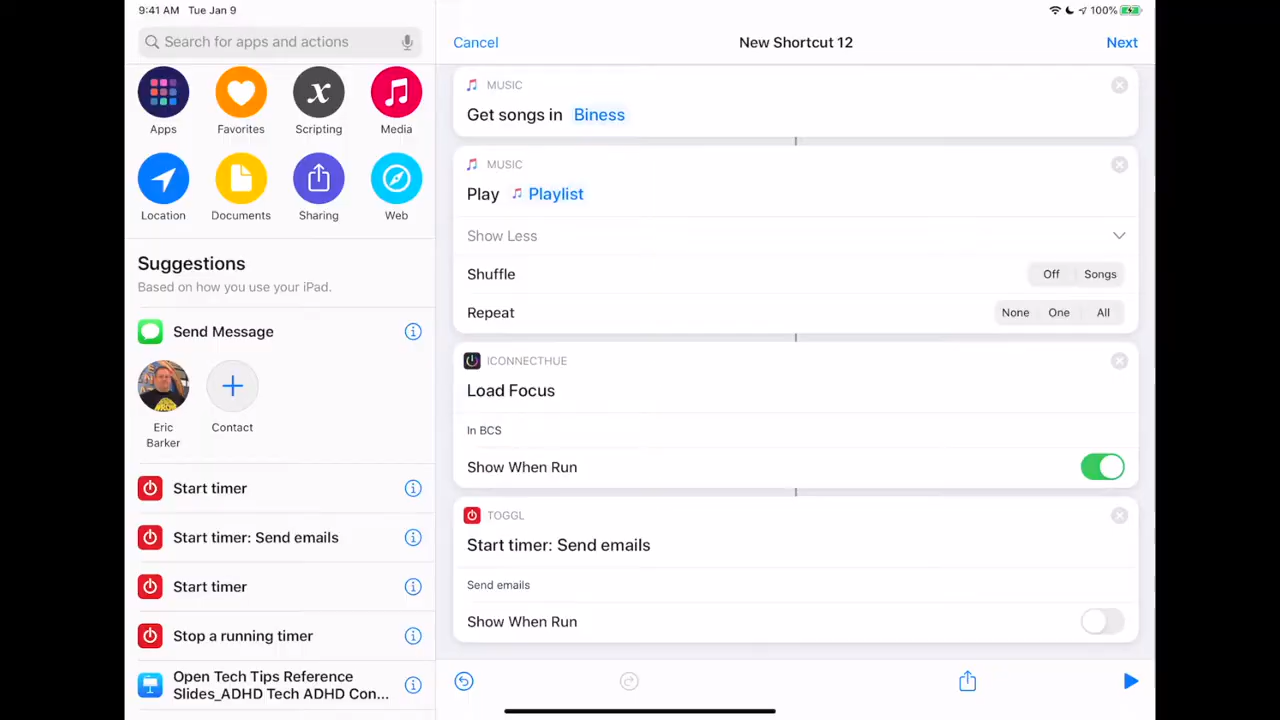 9:41 AM Tue Jan 9
100%
Search for apps and actions
Apps
Favorites
Scripting
Media
Location
Documents
Sharing
Web
Suggestions
Based on how you use your iPad.
Send Message
Eric
Barker
Contact
Start timer
Start timer: Send emails
Start timer
Stop a running timer
Open Tech Tips Reference
Slides_ADHD Tech ADHD Con...
Cancel
New Shortcut 12
Next
MUSIC
Get songs in Biness
MUSIC
Play Playlist
Show Less
Shuffle
Off Songs
Repeat
None One All
ICONNECTHUE
Load Focus
In BCS
Show When Run
TOGGL
Start timer: Send emails
Send emails
Show When Run